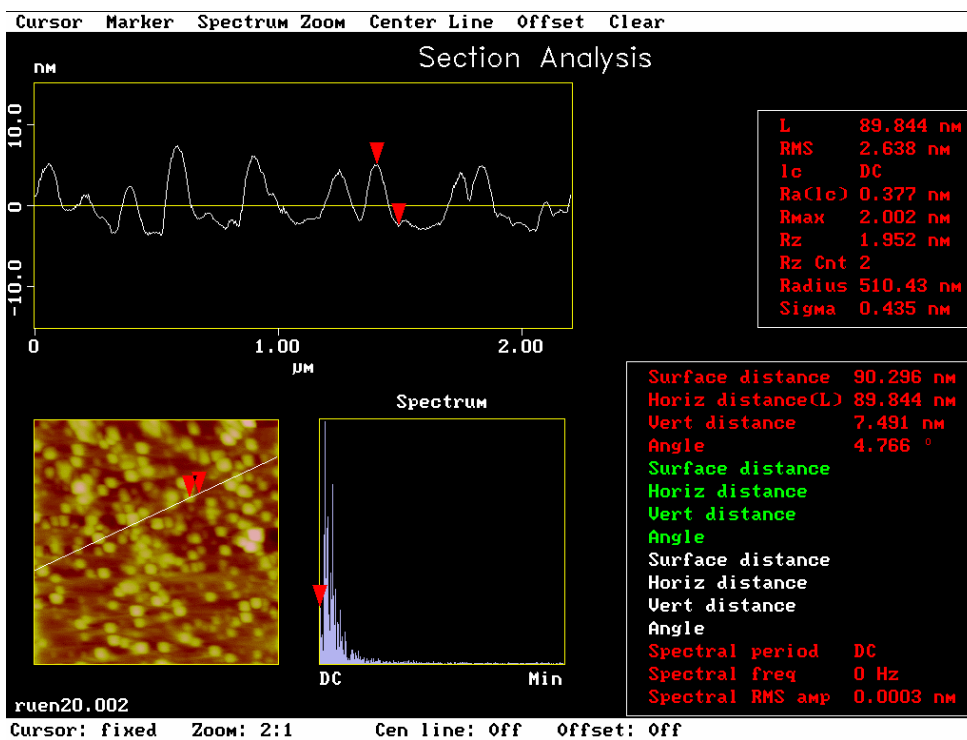 Cursor Marker Spectrum Zoom Center Line Offset Clear
Section Analysis
nm
10.0
0
-10.0
0 1.00 2.00
µm
L 89.844 nm
RMS 2.638 nm
lc DC
Ra(lc) 0.377 nm
Rmax 2.002 nm
Rz 1.952 nm
Rz Cnt 2
Radius 510.43 nm
Sigma 0.435 nm
Spectrum
DC Min
Surface distance 90.296 nm
Horiz distance(L) 89.844 nm
Vert distance 7.491 nm
Angle 4.766 °
Surface distance
Horiz distance
Vert distance
Angle
Surface distance
Horiz distance
Vert distance
Angle
Spectral period DC
Spectral freq 0 Hz
Spectral RMS amp 0.0003 nm
ruen20.002
Cursor: fixed Zoom: 2:1 Cen line: Off Offset: Off